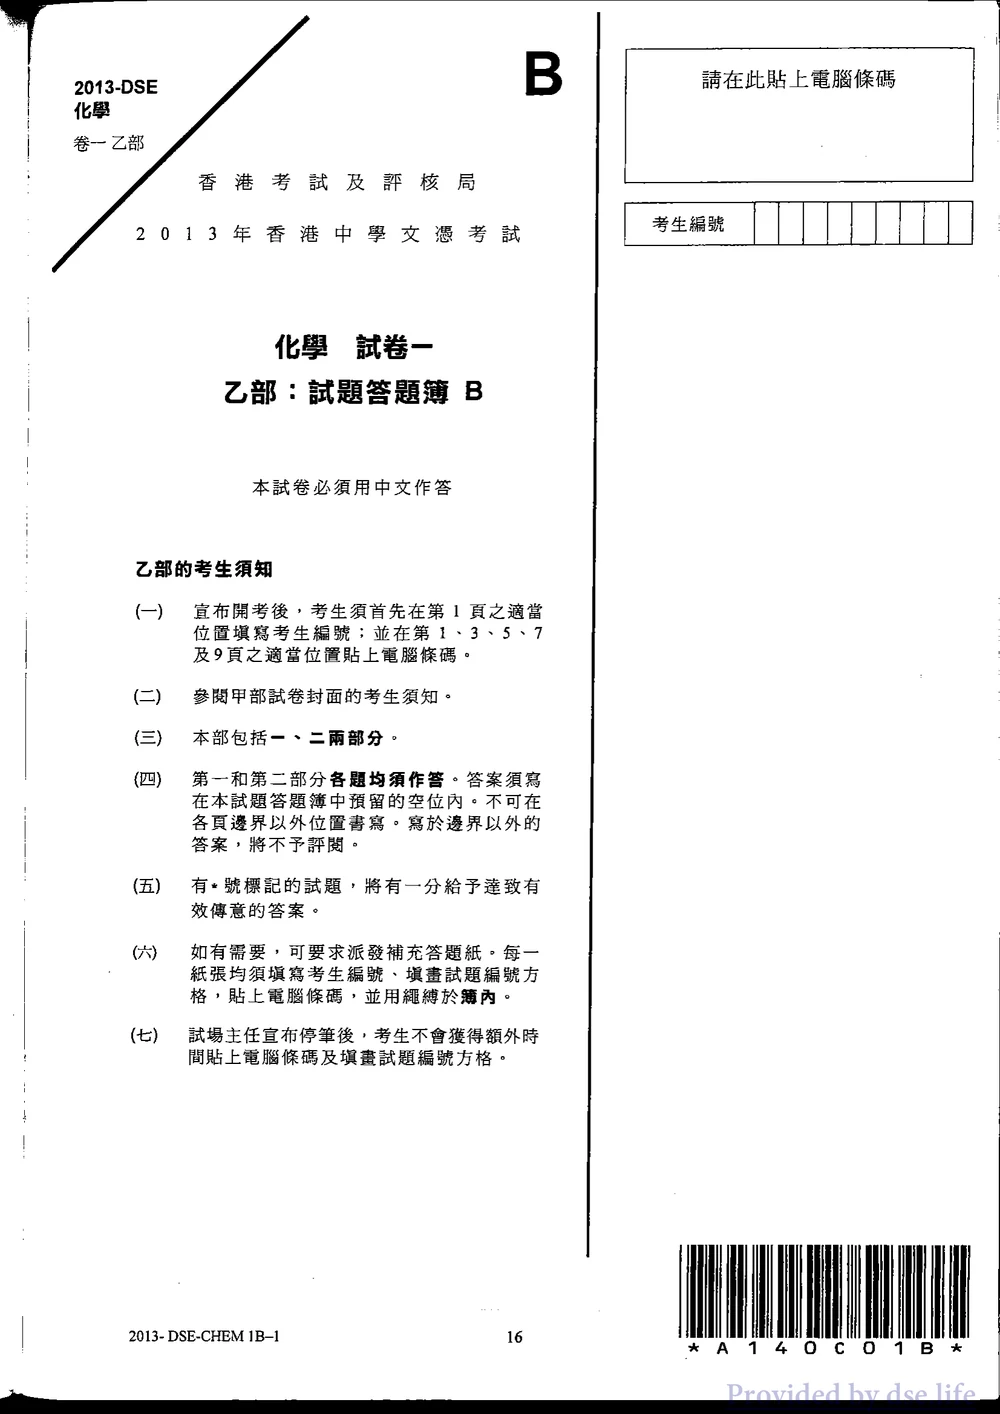 2013-DSE
化學
卷一 乙部
B
香港考試及評核局
2013年香港中學文憑考試
化學 試卷一
乙部：試題答題簿 B
本試卷必須用中文作答
乙部的考生須知
(一) 宣布開考後，考生須首先在第 1 頁之適當
位置填寫考生編號；並在第 1、3、5、7
及9頁之適當位置貼上電腦條碼。
(二) 參閱甲部試卷封面的考生須知。
(三) 本部包括一、二兩部分。
(四) 第一和第二部分各題均須作答。答案須寫
在本試題答題簿中預留的空位內。不可在
各頁邊界以外位置書寫。寫於邊界以外的
答案，將不予評閱。
(五) 有*號標記的試題，將有一分給予達致有
效傳意的答案。
(六) 如有需要，可要求派發補充答題紙。每一
紙張均須填寫考生編號、填畫試題編號方
格，貼上電腦條碼，並用繩縛於簿內。
(七) 試場主任宣布停筆後，考生不會獲得額外時
間貼上電腦條碼及填畫試題編號方格。
請在此貼上電腦條碼
考生編號
2013- DSE-CHEM 1B–1
16
*A140C01B*
Provided by dse.life